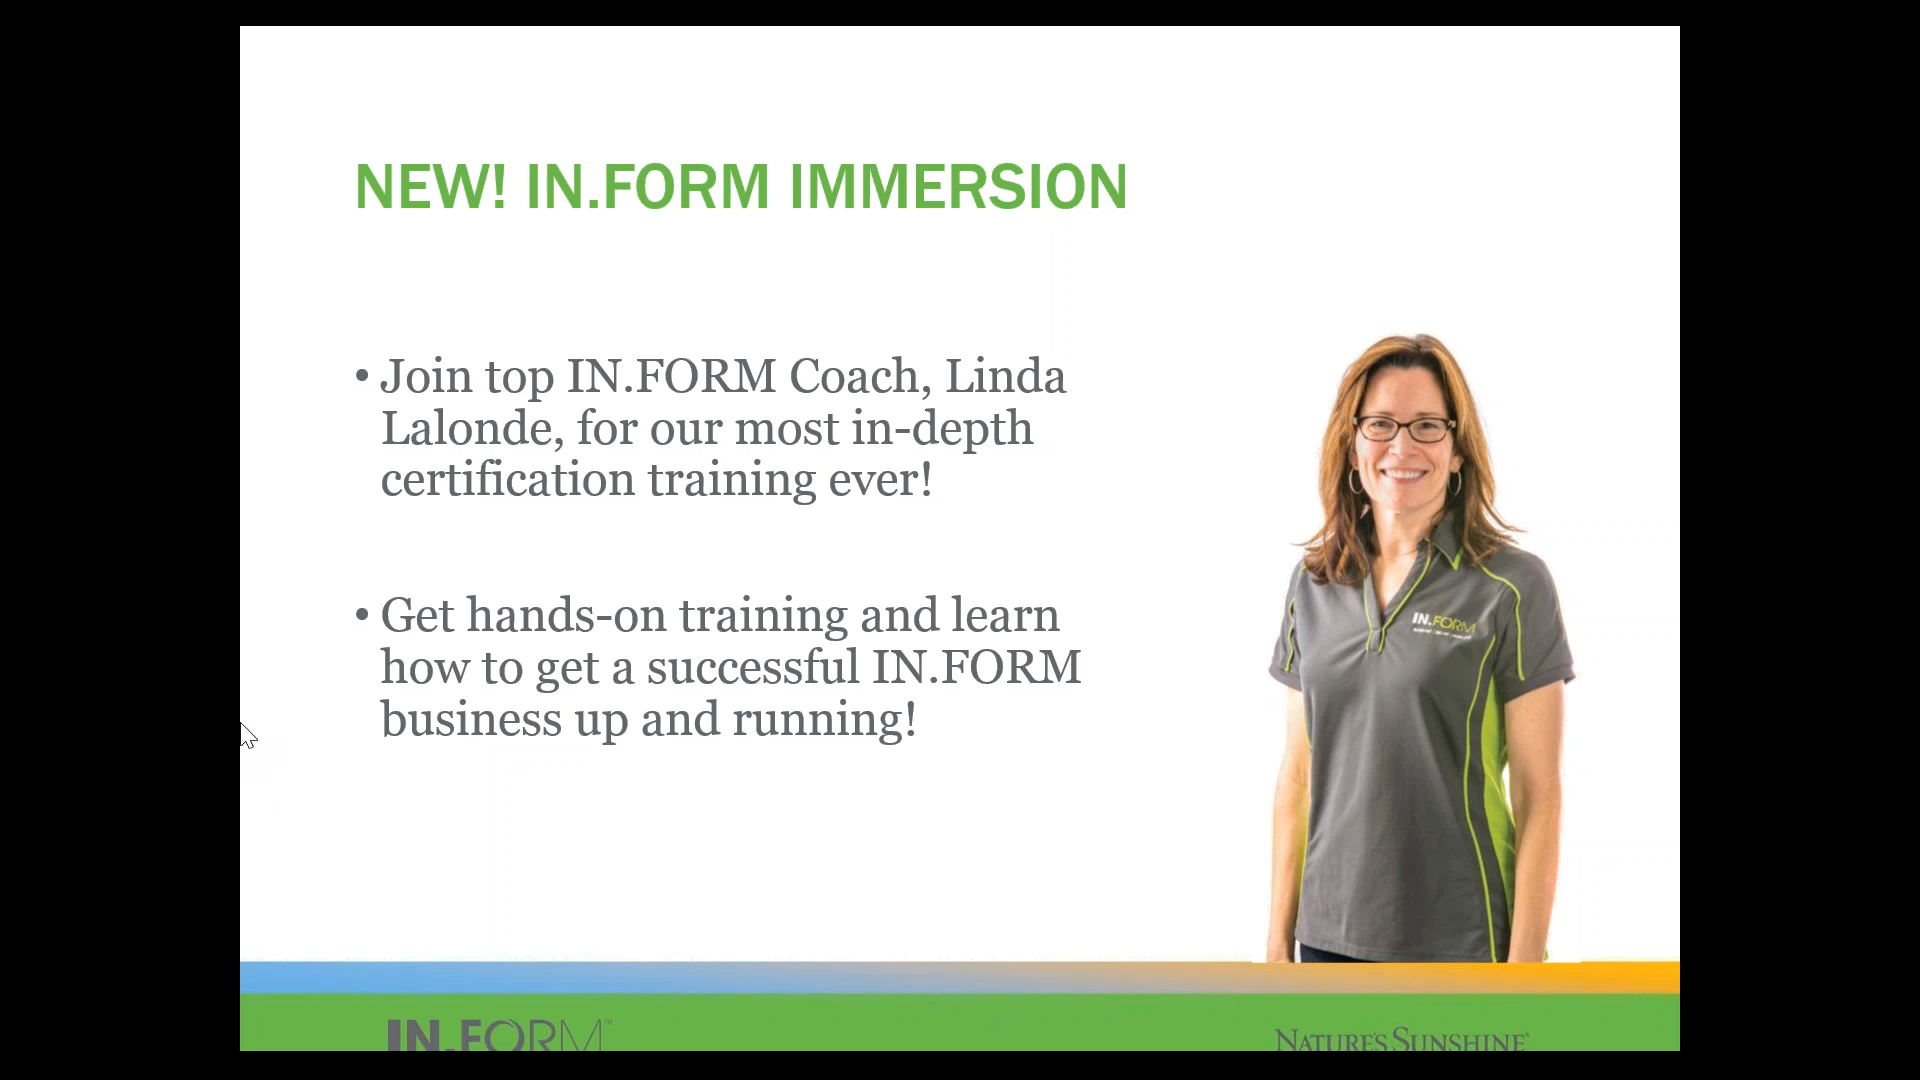 NEW! IN.FORM IMMERSION
• Join top IN.FORM Coach, Linda
Lalonde, for our most in-depth
certification training ever!
• Get hands-on training and learn
how to get a successful IN.FORM
business up and running!
IN.FORM
IN.FORM™
NATURE'S SUNSHINE®